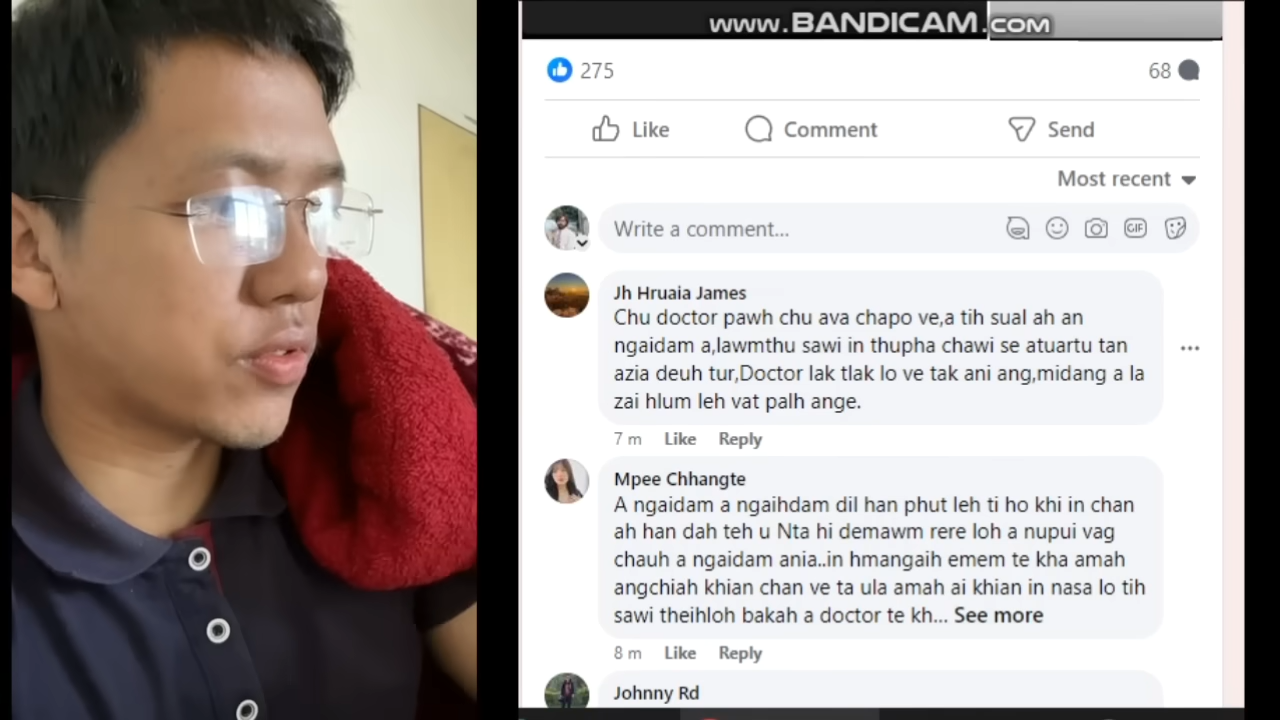 www.BANDICAM.COM
275
68
Like
Comment
Send
Most recent
Write a comment...
GIF
Jh Hruaia James
Chu doctor pawh chu ava chapo ve,a tih sual ah an
ngaidam a,lawmthu sawi in thupha chawi se atuartu tan
azia deuh tur,Doctor lak tlak lo ve tak ani ang,midang a la
zai hlum leh vat palh ange.
7 m Like Reply
Mpee Chhangte
A ngaidam a ngaihdam dil han phut leh ti ho khi in chan
ah han dah teh u Nta hi demawm rere loh a nupui vag
chauh a ngaidam ania..in hmangaih emem te kha amah
angchiah khian chan ve ta ula amah ai khian in nasa lo tih
sawi theihloh bakah a doctor te kh... See more
8 m Like Reply
Johnny Rd